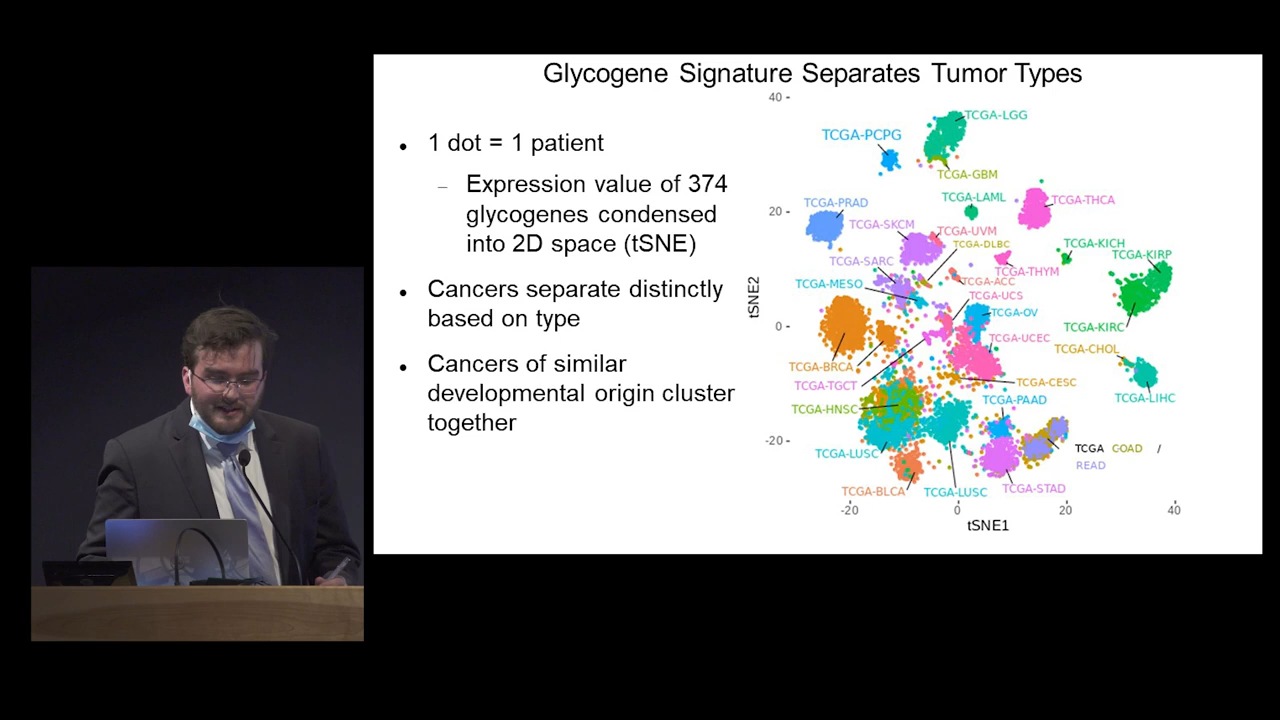 Glycogene Signature Separates Tumor Types
• 1 dot = 1 patient
– Expression value of 374
glycogenes condensed
into 2D space (tSNE)
• Cancers separate distinctly
based on type
• Cancers of similar
developmental origin cluster
together
40
20
0
-20
tSNE2
-20
0
20
40
tSNE1
TCGA-LGG
TCGA-PCPG
TCGA-GBM
TCGA-LAML
TCGA-THCA
TCGA-PRAD
TCGA-SKCM
TCGA-UVM
TCGA-DLBC
TCGA-KICH
TCGA-KIRP
TCGA-SARC
TCGA-THYM
TCGA-MESO
TCGA-ACC
TCGA-UCS
TCGA-OV
TCGA-KIRC
TCGA-UCEC
TCGA-CHOL
TCGA-BRCA
TCGA-TGCT
TCGA-CESC
TCGA-HNSC
TCGA-PAAD
TCGA-LIHC
TCGA-LUSC
TCGA COAD /
READ
TCGA-BLCA
TCGA-LUSC
TCGA-STAD